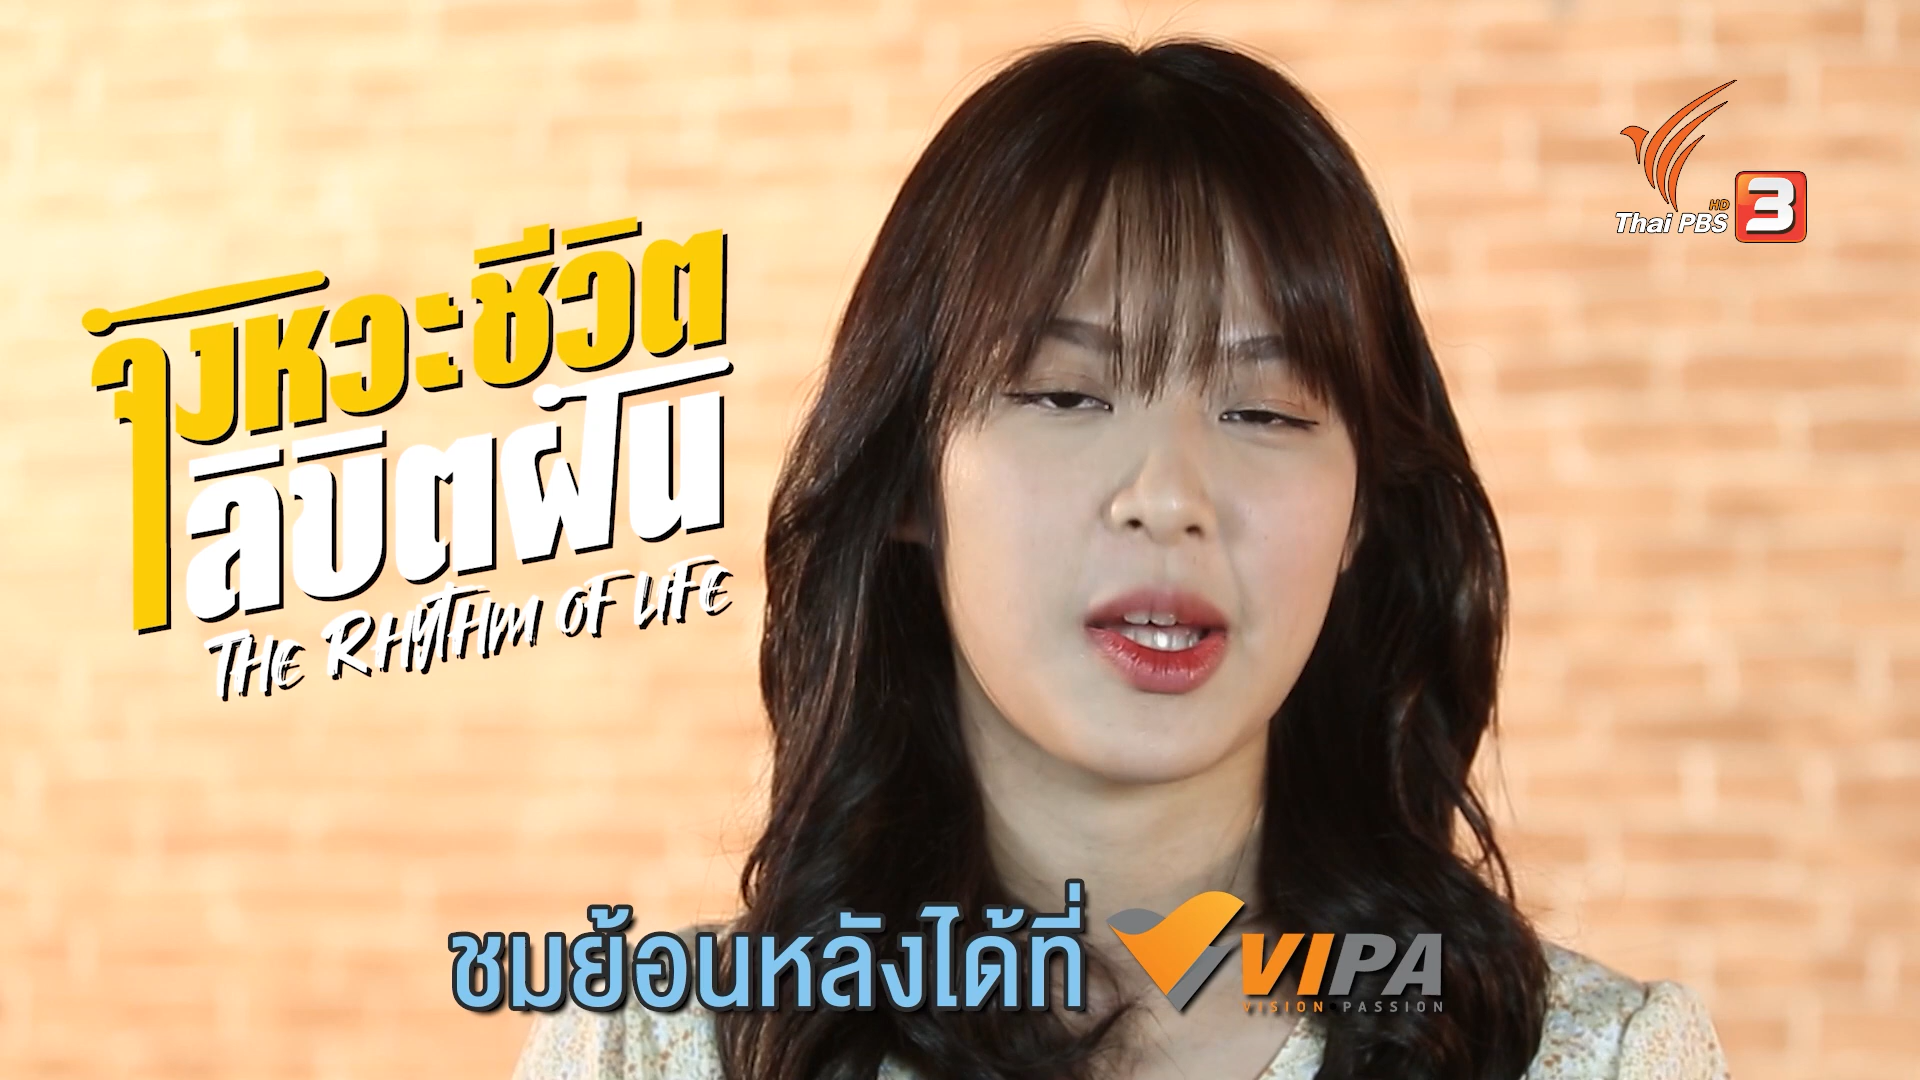 จังหวะชีวิต
ลิขิตฝัน
THE RHYTHM OF LIFE
HD
Thai PBS 3
ชมย้อนหลังได้ที่ VIPA
VISION PASSION